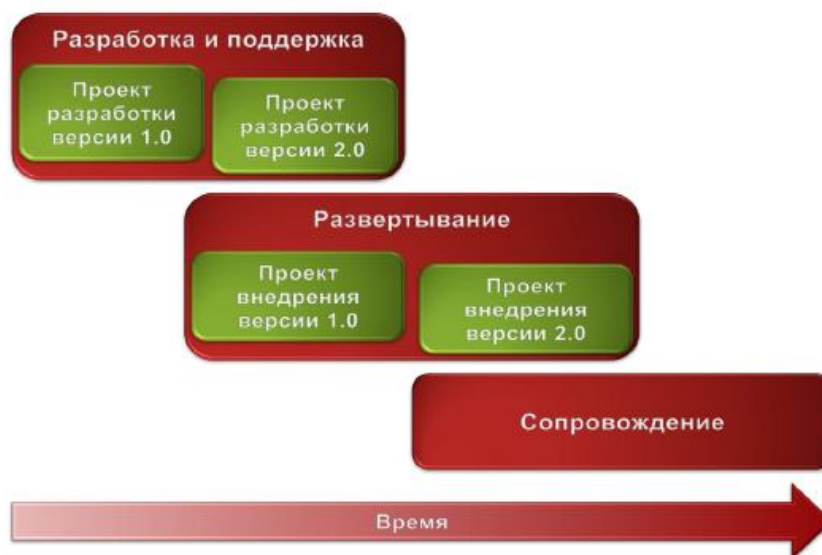 Разработка и поддержка
Проект
разработки
версии 1.0
Проект
разработки
версии 2.0
Развертывание
Проект
внедрения
версии 1.0
Проект
внедрения
версии 2.0
Сопровождение
Время